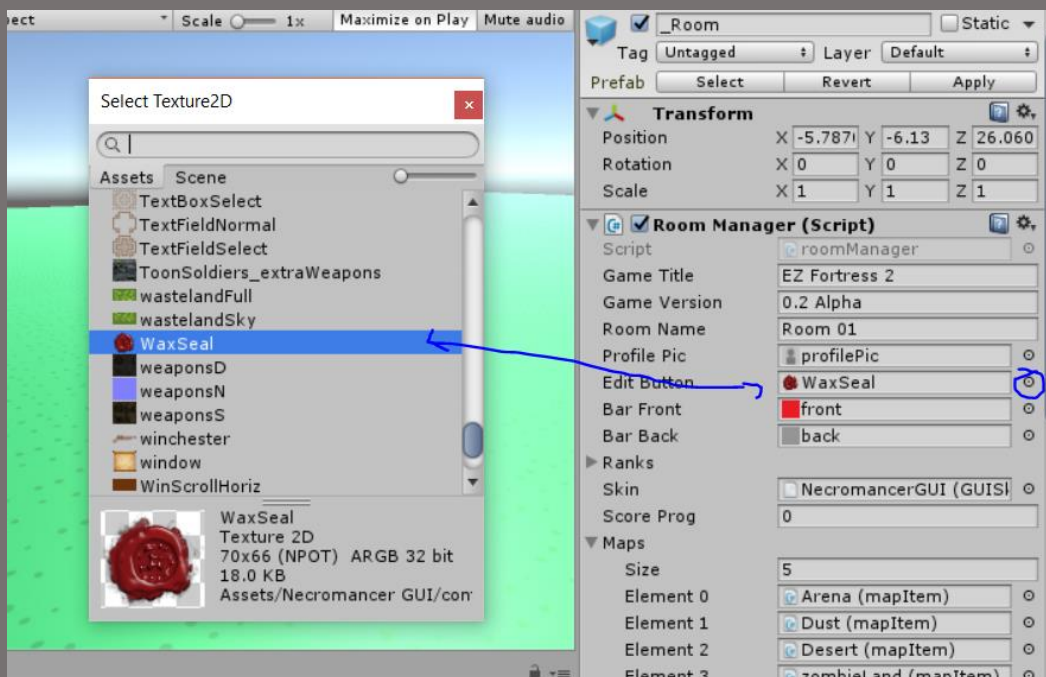 pect Scale 1x Maximize on Play Mute audio
Select Texture2D
Assets Scene
TextBoxSelect
TextFieldNormal
TextFieldSelect
ToonSoldiers_extraWeapons
wastelandFull
wastelandSky
WaxSeal
weaponsD
weaponsN
weaponsS
winchester
window
WinScrollHoriz
WaxSeal
Texture 2D
70x66 (NPOT) ARGB 32 bit
18.0 KB
Assets/Necromancer GUI/con
_Room Static
Tag Untagged Layer Default
Prefab Select Revert Apply
Transform
Position X -5.787 Y -6.13 Z 26.060
Rotation X 0 Y 0 Z 0
Scale X 1 Y 1 Z 1
Room Manager (Script)
Script roomManager
Game Title EZ Fortress 2
Game Version 0.2 Alpha
Room Name Room 01
Profile Pic profilePic
Edit Button WaxSeal
Bar Front front
Bar Back back
Ranks
Skin NecromancerGUI (GUISk
Score Prog 0
Maps
Size 5
Element 0 Arena (mapItem)
Element 1 Dust (mapItem)
Element 2 Desert (mapItem)
Element 3 zombieLand (mapItem)